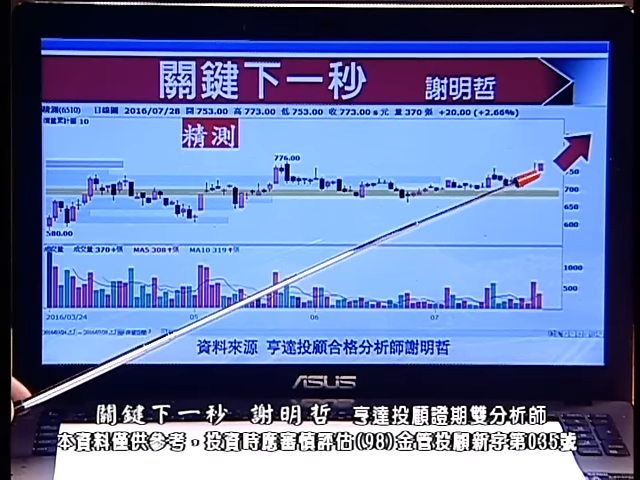 關鍵下一秒 謝明哲
精測(6510) 日線圖 2016/07/28 開 753.00 高 773.00 低 753.00 收 773.00 s 元 量 370 張 +20.00 (+2.66%)
10
精測
776.00
750
700
650
600
580.00
成交量 成交量 370↑張 MA5 308↑張 MA10 319↑張
1000
500
2016/03/24 05 06 07
資料來源 亨達投顧合格分析師謝明哲
ASUS
關鍵下一秒 謝明哲 亨達投顧證期雙分析師
本資料僅供參考，投資時應審慎評估(98)金管投顧新字第035號